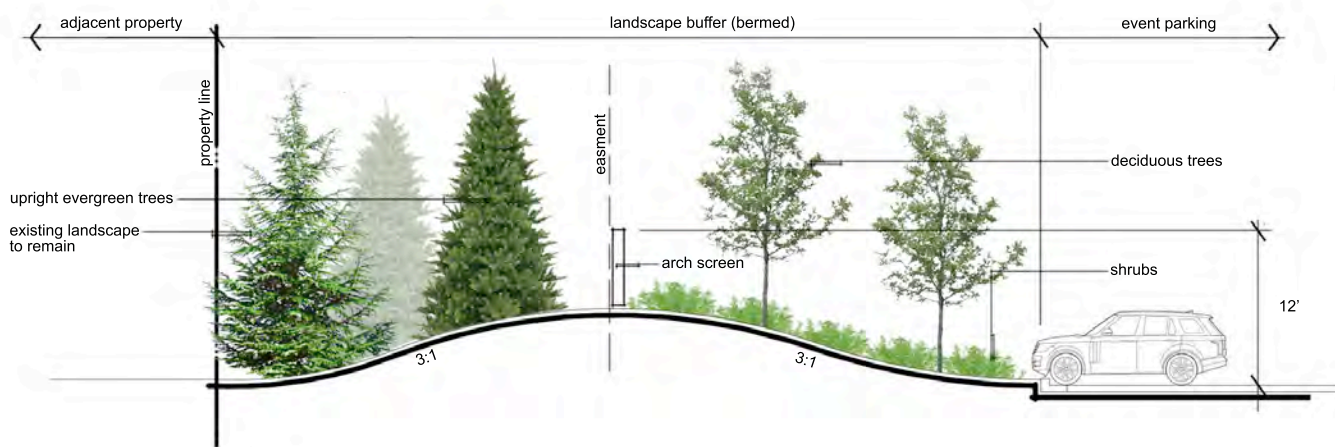 adjacent property
landscape buffer (bermed)
event parking
property line
easment
deciduous trees
upright evergreen trees
existing landscape
to remain
arch screen
shrubs
12'
3:1
3:1